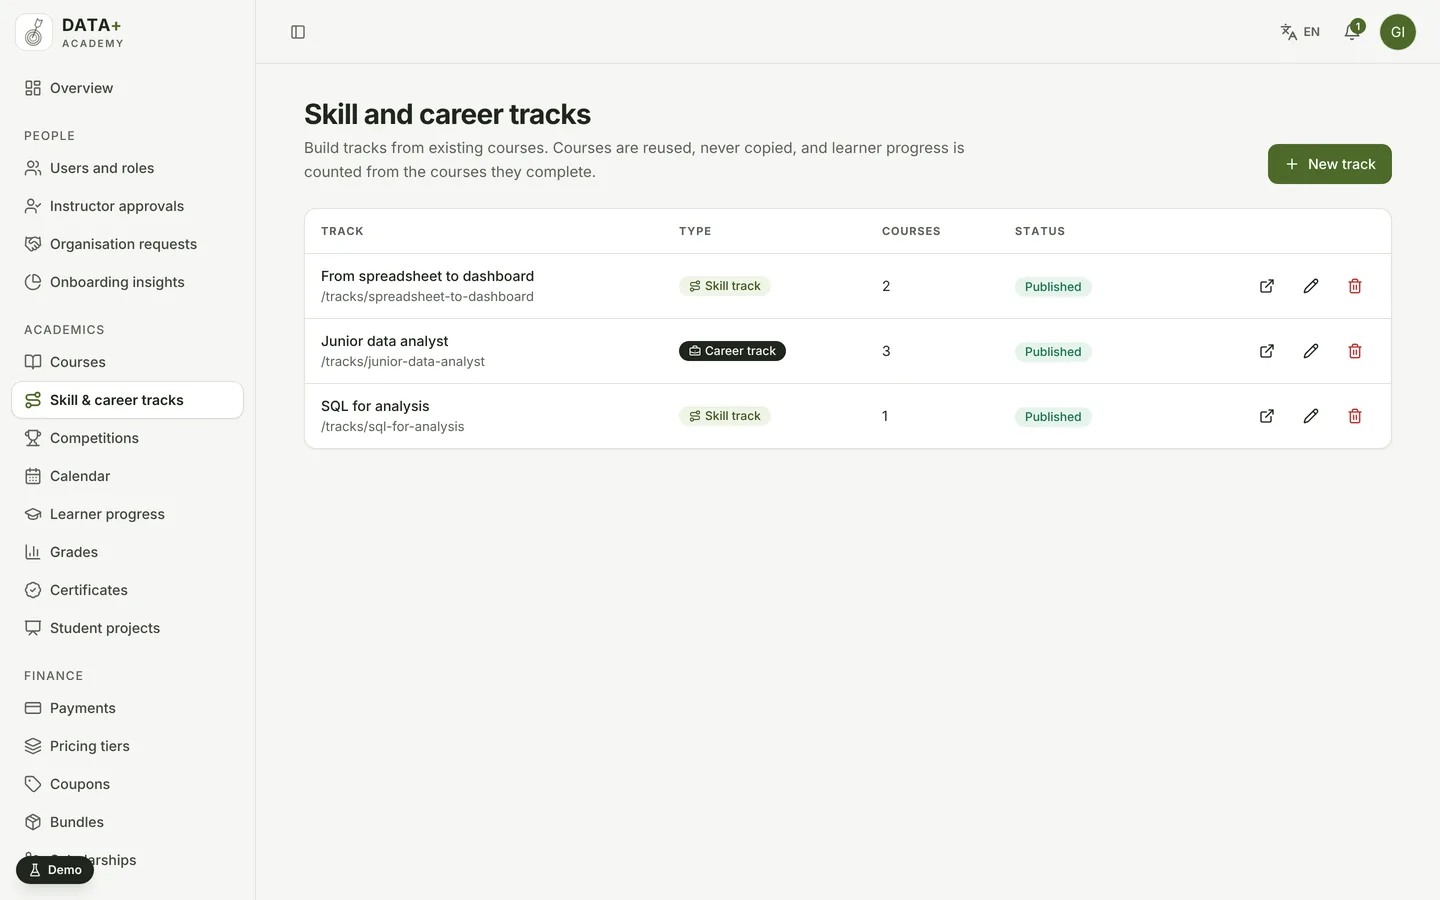 DATA+
ACADEMY
EN
1
GI
Overview
PEOPLE
Users and roles
Instructor approvals
Organisation requests
Onboarding insights
ACADEMICS
Courses
Skill & career tracks
Competitions
Calendar
Learner progress
Grades
Certificates
Student projects
FINANCE
Payments
Pricing tiers
Coupons
Bundles
Demo
Skill and career tracks
Build tracks from existing courses. Courses are reused, never copied, and learner progress is
counted from the courses they complete.
New track
TRACK TYPE COURSES STATUS
From spreadsheet to dashboard
/tracks/spreadsheet-to-dashboard
Skill track 2 Published
Junior data analyst
/tracks/junior-data-analyst
Career track 3 Published
SQL for analysis
/tracks/sql-for-analysis
Skill track 1 Published